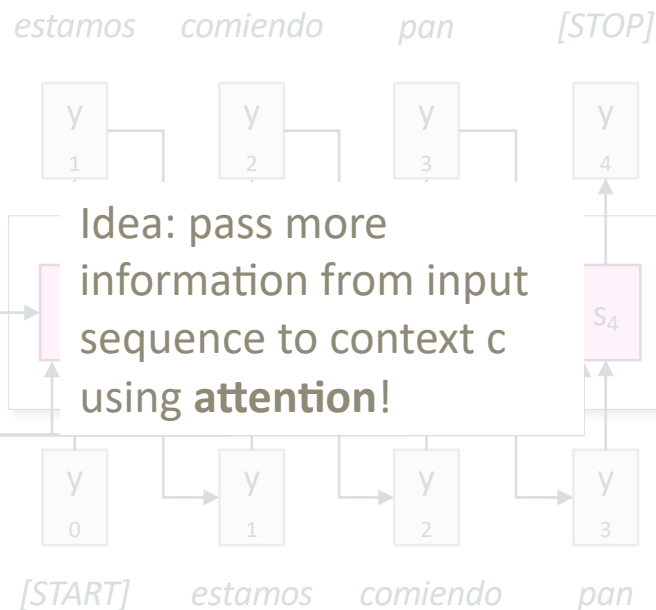 estamos comiendo pan [STOP]
y y y y
1 2 3 4
Idea: pass more
information from input
sequence to context c
using attention!
s₄
y y y y
0 1 2 3
[START] estamos comiendo pan